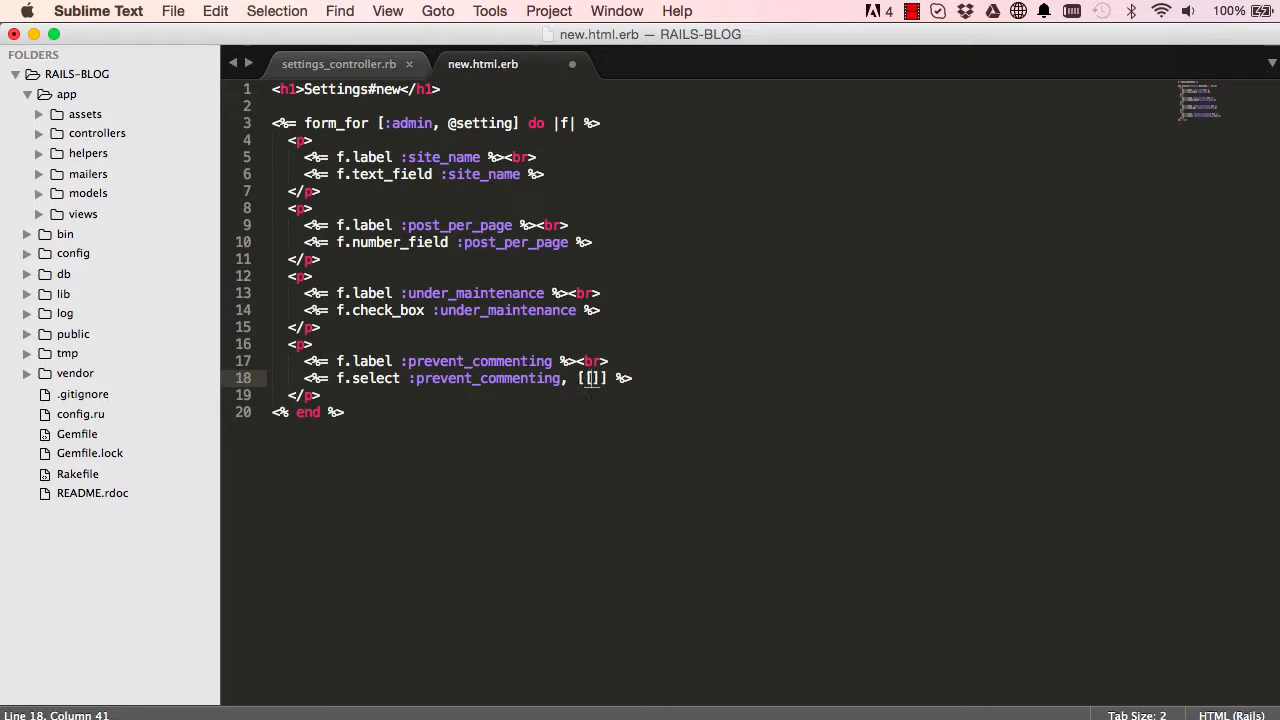 Sublime Text File Edit Selection Find View Goto Tools Project Window Help 4 100%
new.html.erb — RAILS-BLOG
FOLDERS
RAILS-BLOG
app
assets
controllers
helpers
mailers
models
views
bin
config
db
lib
log
public
tmp
vendor
.gitignore
config.ru
Gemfile
Gemfile.lock
Rakefile
README.rdoc
settings_controller.rb × new.html.erb
1 <h1>Settings#new</h1>
2
3 <%= form_for [:admin, @setting] do |f| %>
4 <p>
5 <%= f.label :site_name %><br>
6 <%= f.text_field :site_name %>
7 </p>
8 <p>
9 <%= f.label :post_per_page %><br>
10 <%= f.number_field :post_per_page %>
11 </p>
12 <p>
13 <%= f.label :under_maintenance %><br>
14 <%= f.check_box :under_maintenance %>
15 </p>
16 <p>
17 <%= f.label :prevent_commenting %><br>
18 <%= f.select :prevent_commenting, [[]] %>
19 </p>
20 <% end %>
Line 18, Column 41 Tab Size: 2 HTML (Rails)